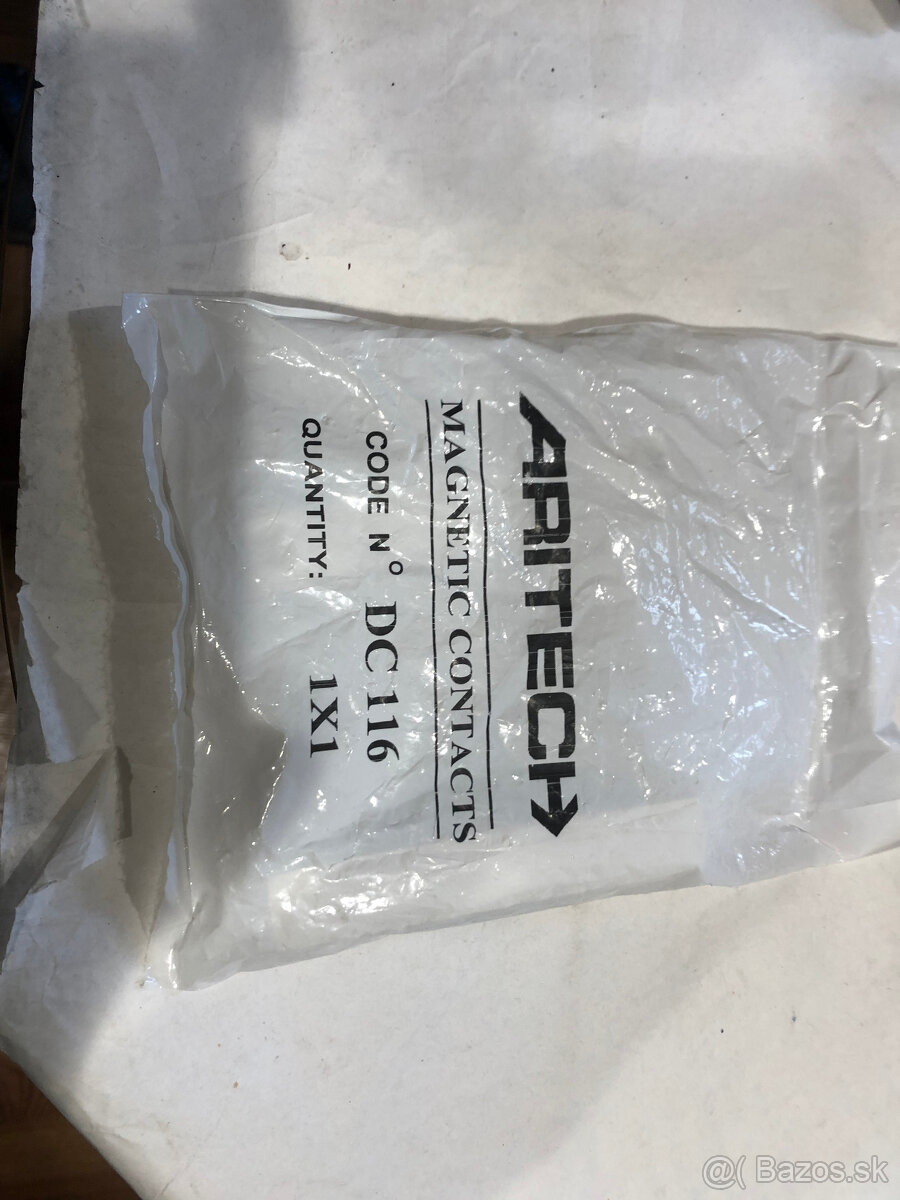 ARITECH
MAGNETIC CONTACTS
CODE N° DC 116
QUANTITY: 1X1
@( Bazos.sk